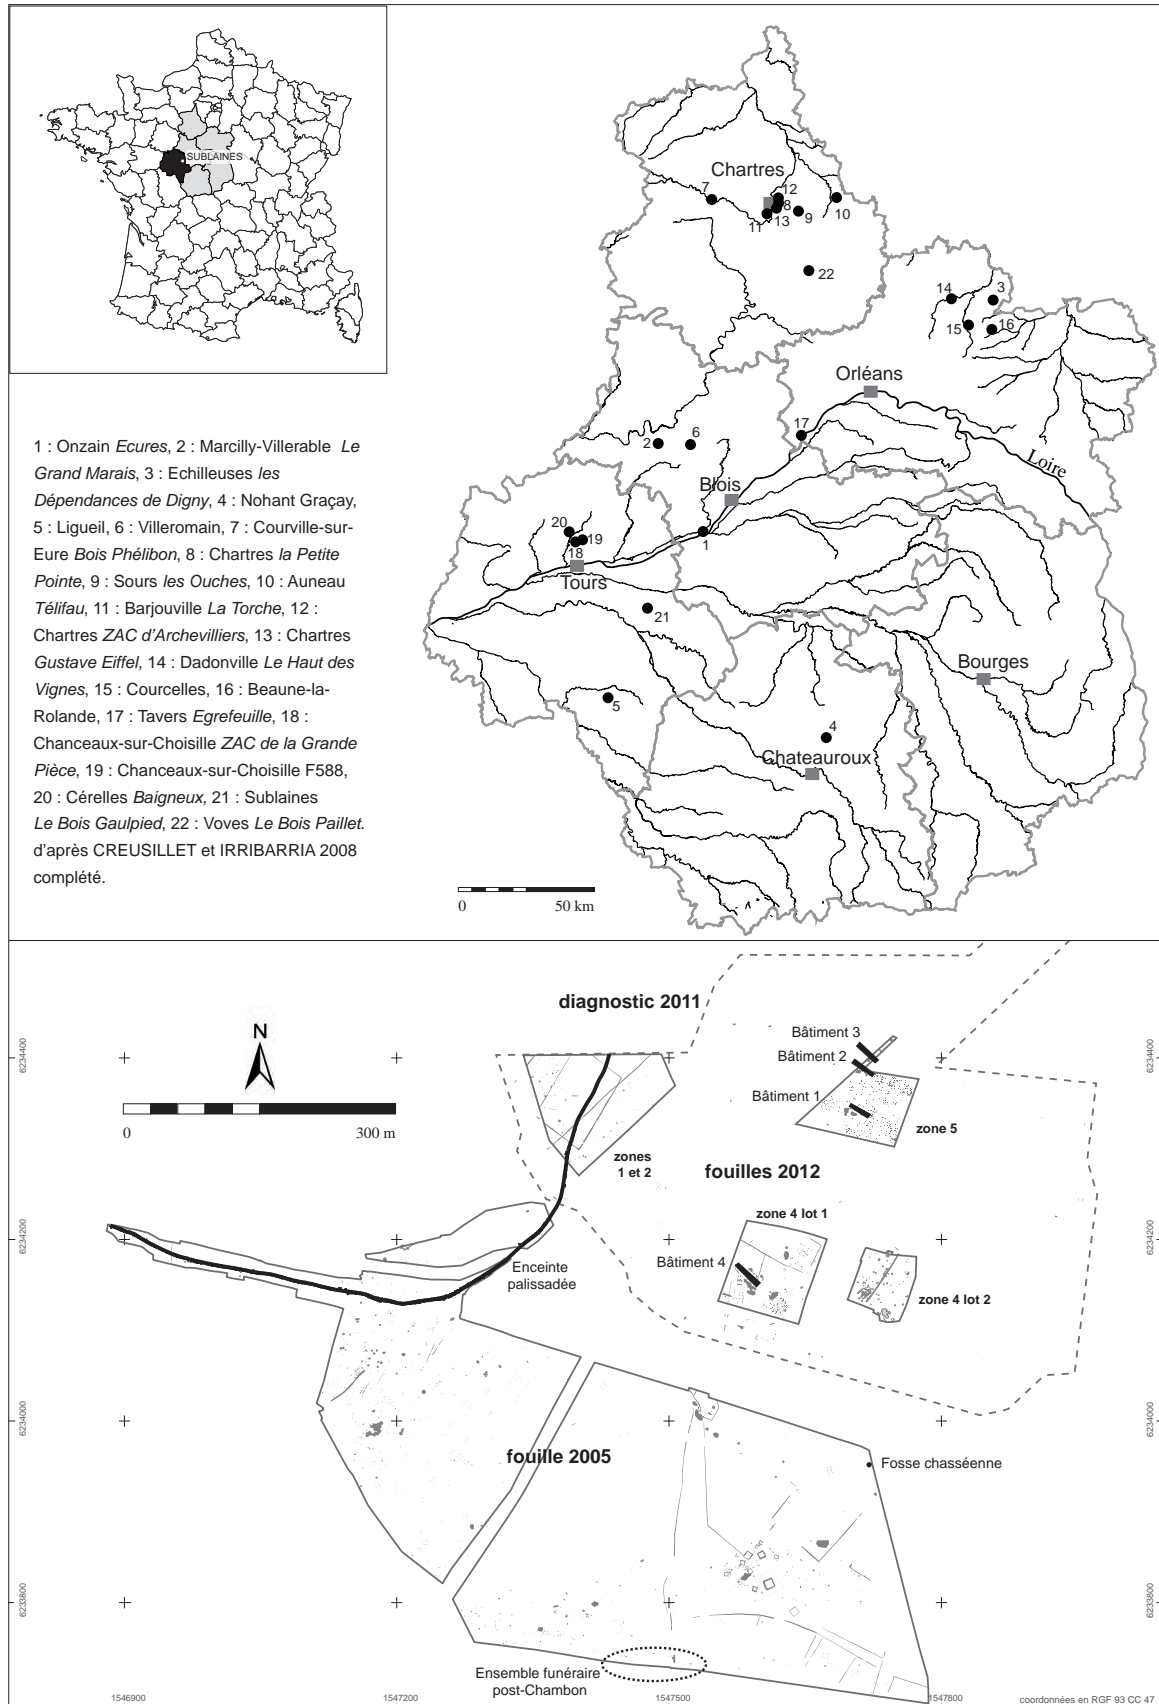 SUBLAINES
1 : Onzain Ecures, 2 : Marcilly-Villerable Le
Grand Marais, 3 : Echilleuses les
Dépendances de Digny, 4 : Nohant Graçay,
5 : Ligueil, 6 : Villeromain, 7 : Courville-sur-
Eure Bois Phélibon, 8 : Chartres la Petite
Pointe, 9 : Sours les Ouches, 10 : Auneau
Télifau, 11 : Barjouville La Torche, 12 :
Chartres ZAC d'Archevilliers, 13 : Chartres
Gustave Eiffel, 14 : Dadonville Le Haut des
Vignes, 15 : Courcelles, 16 : Beaune-la-
Rolande, 17 : Tavers Egrefeuille, 18 :
Chanceaux-sur-Choisille ZAC de la Grande
Pièce, 19 : Chanceaux-sur-Choisille F588,
20 : Cérelles Baigneux, 21 : Sublaines
Le Bois Gaulpied, 22 : Voves Le Bois Paillet.
d'après CREUSILLET et IRRIBARRIA 2008
complété.
Chartres
7
12
8
11
13
9
10
22
14
3
15
16
Orléans
17
2
6
Loire
Blois
20
19
18
1
Tours
21
Bourges
5
4
Chateauroux
0 50 km
diagnostic 2011
N
0 300 m
Bâtiment 3
Bâtiment 2
Bâtiment 1
zone 5
zones
1 et 2
fouilles 2012
zone 4 lot 1
Bâtiment 4
zone 4 lot 2
Enceinte
palissadée
fouille 2005
Fosse chasséenne
Ensemble funéraire
post-Chambon
6234400
6234200
6234000
6233800
6234400
6234200
6234000
6233800
1546900
1547200
1547500
1547800
coordonnées en RGF 93 CC 47